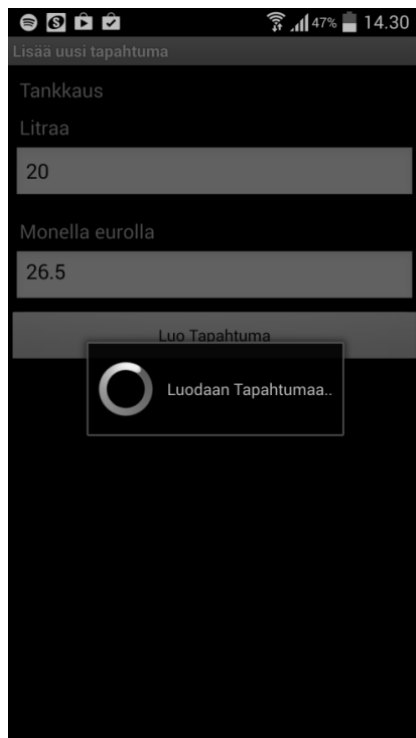 47% 14.30
Lisää uusi tapahtuma
Tankkaus
Litraa
20
Monella eurolla
26.5
Luo Tapahtuma
Luodaan Tapahtumaa..